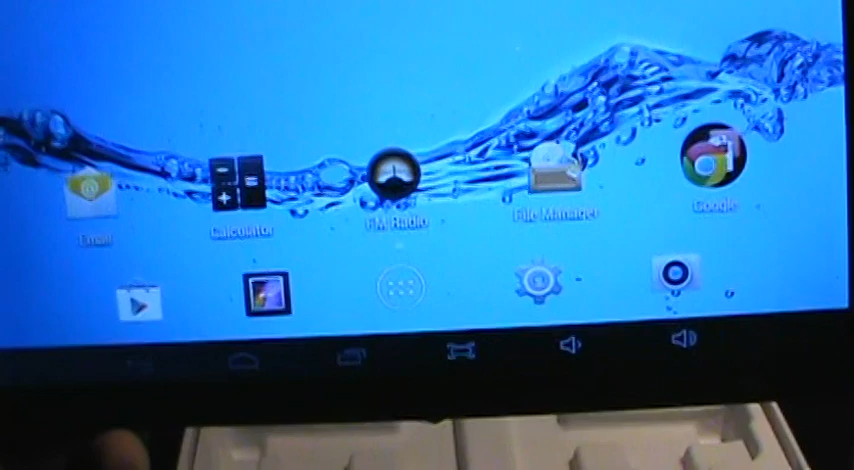 Email
Calculator
FM Radio
File Manager
Google